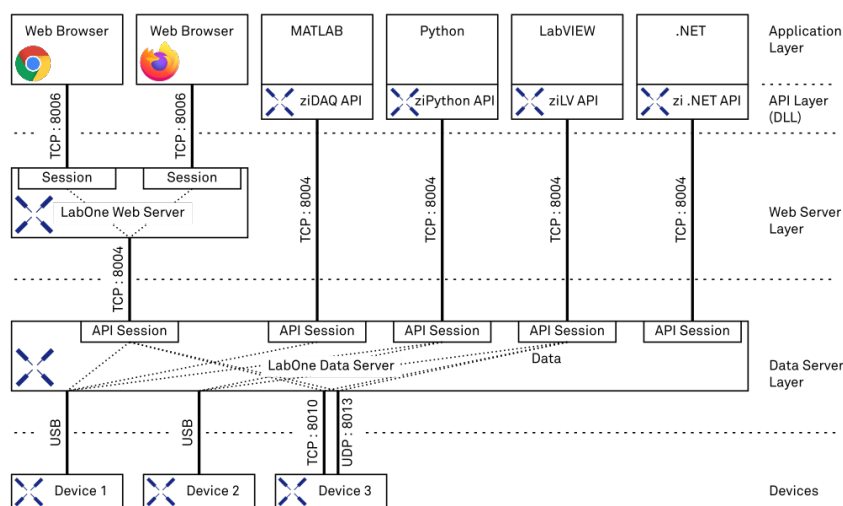 Web Browser
Web Browser
MATLAB
Python
LabVIEW
.NET
Application
Layer
ziDAQ API
ziPython API
ziLV API
zi .NET API
API Layer
(DLL)
TCP : 8006
TCP : 8006
Session
Session
LabOne Web Server
TCP : 8004
TCP : 8004
TCP : 8004
TCP : 8004
Web Server
Layer
TCP : 8004
API Session
API Session
API Session
API Session
API Session
LabOne Data Server
Data
Data Server
Layer
USB
USB
TCP : 8010
UDP : 8013
Device 1
Device 2
Device 3
Devices